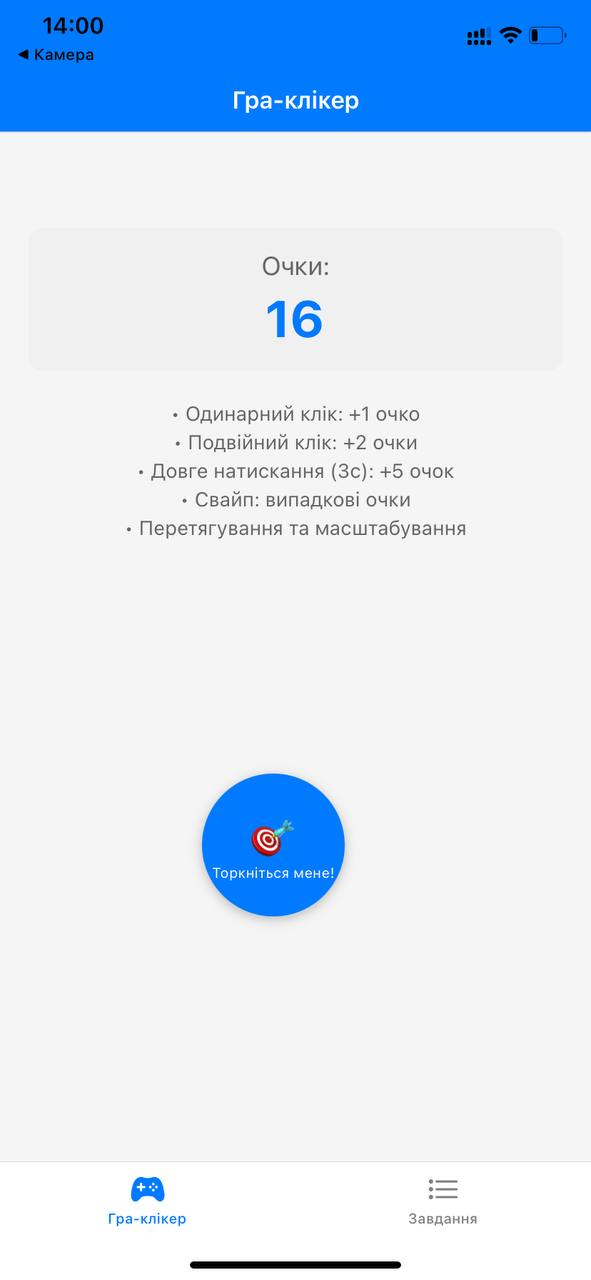 14:00
◀ Камера
Гра-клікер
Очки:
16
• Одинарний клік: +1 очко
• Подвійний клік: +2 очки
• Довге натискання (3с): +5 очок
• Свайп: випадкові очки
• Перетягування та масштабування
Торкніться мене!
Гра-клікер
Завдання